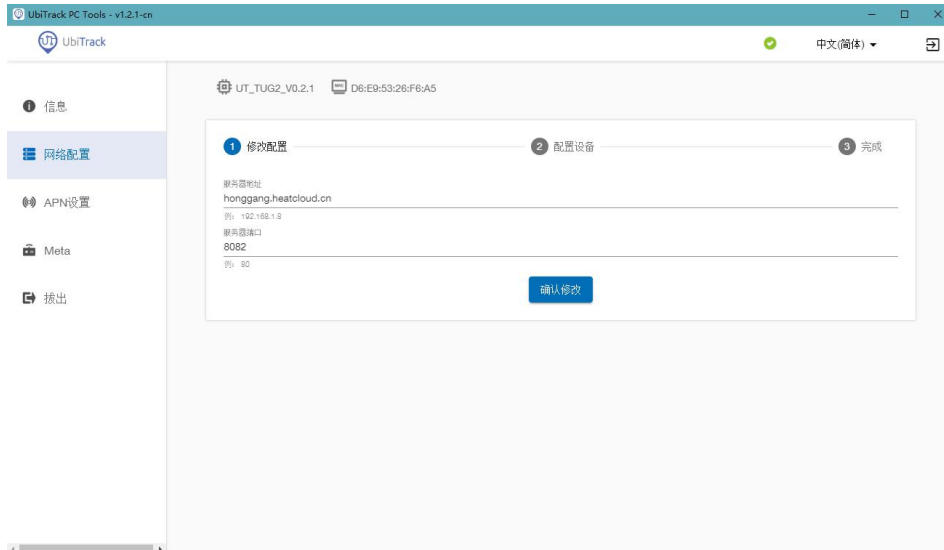 UbiTrack PC Tools - v1.2.1-cn
UbiTrack
中文(简体)
UT_TUG2_V0.2.1
D6:E9:53:26:F6:A5
信息
网络配置
APN设置
Meta
拔出
1 修改配置
2 配置设备
3 完成
服务器地址
honggang.heatcloud.cn
例: 192.168.1.8
服务器端口
8082
例: 80
确认修改